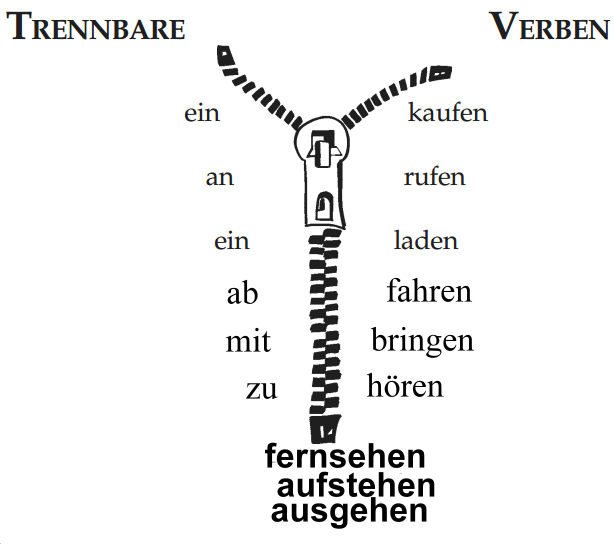 TRENNBARE VERBEN
ein kaufen
an rufen
ein laden
ab fahren
mit bringen
zu hören
fernsehen
aufstehen
ausgehen